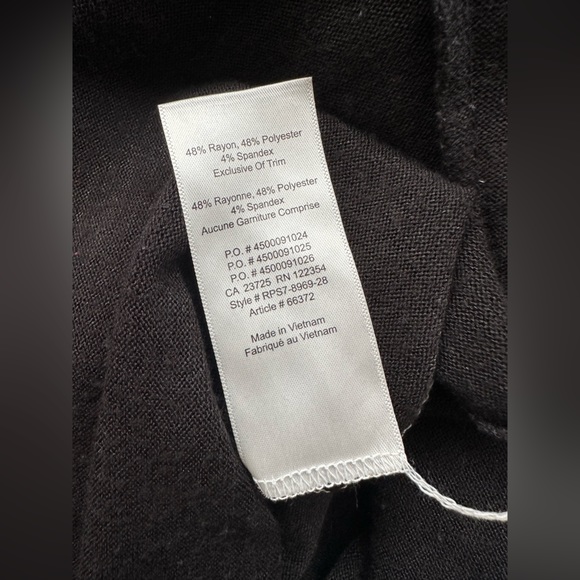 48% Rayon, 48% Polyester
4% Spandex
Exclusive Of Trim
48% Rayonne, 48% Polyester
4% Spandex
Aucune Garniture Comprise
P.O. # 4500091024
P.O. # 4500091025
P.O. # 4500091026
CA 23725 RN 122354
Style # RPS7-8969-28
Article # 66372
Made in Vietnam
Fabriqué au Vietnam